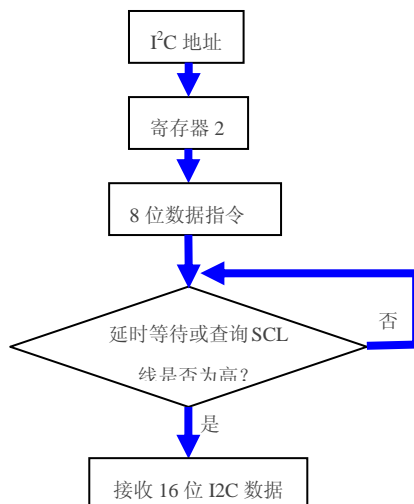 I²C 地址
寄存器 2
8 位数据指令
延时等待或查询 SCL
线是否为高?
否
是
接收 16 位 I2C 数据